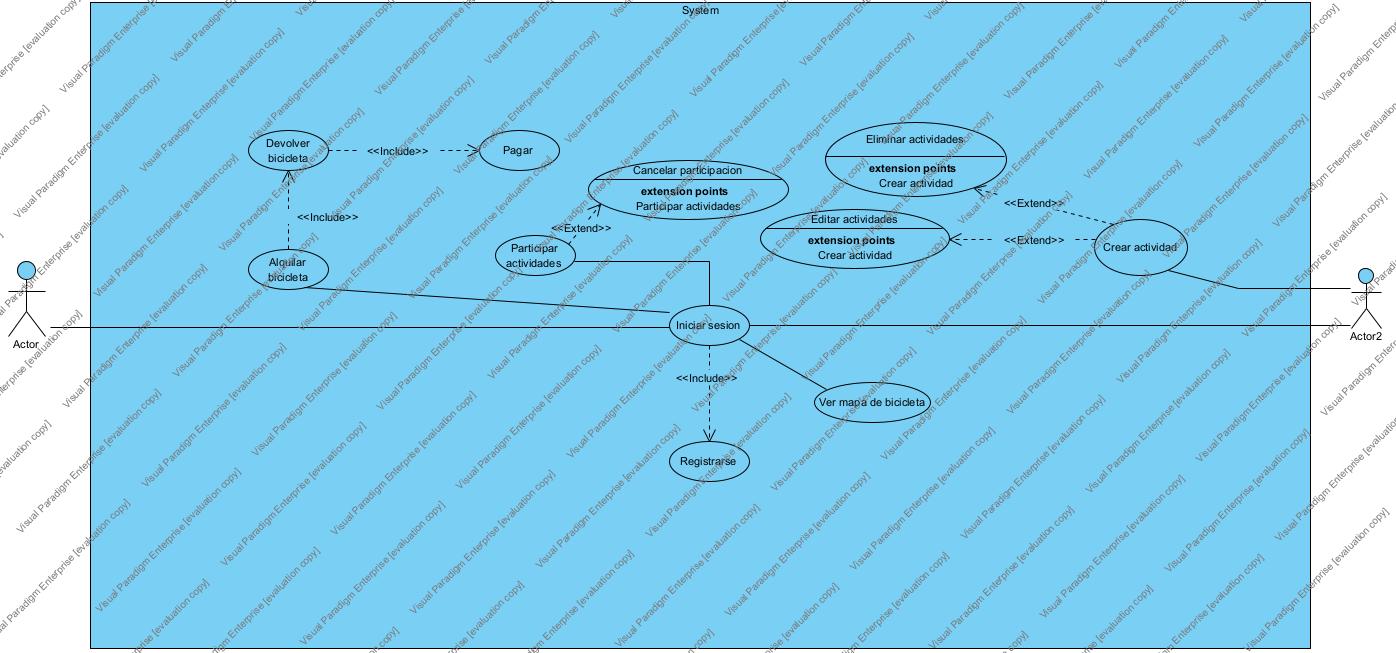 System
Devolver
bicicleta
<<Include>>
Pagar
Eliminar actividades
extension points
Crear actividad
Cancelar participacion
extension points
Participar actividades
<<Include>>
<<Extend>>
<<Extend>>
Editar actividades
extension points
Crear actividad
<<Extend>>
Crear actividad
Participar
actividades
Alquilar
bicicleta
Iniciar sesion
Actor
Actor2
<<Include>>
Ver mapa de bicicleta
Registrarse
Visual Paradigm Enterprise [evaluation copy]